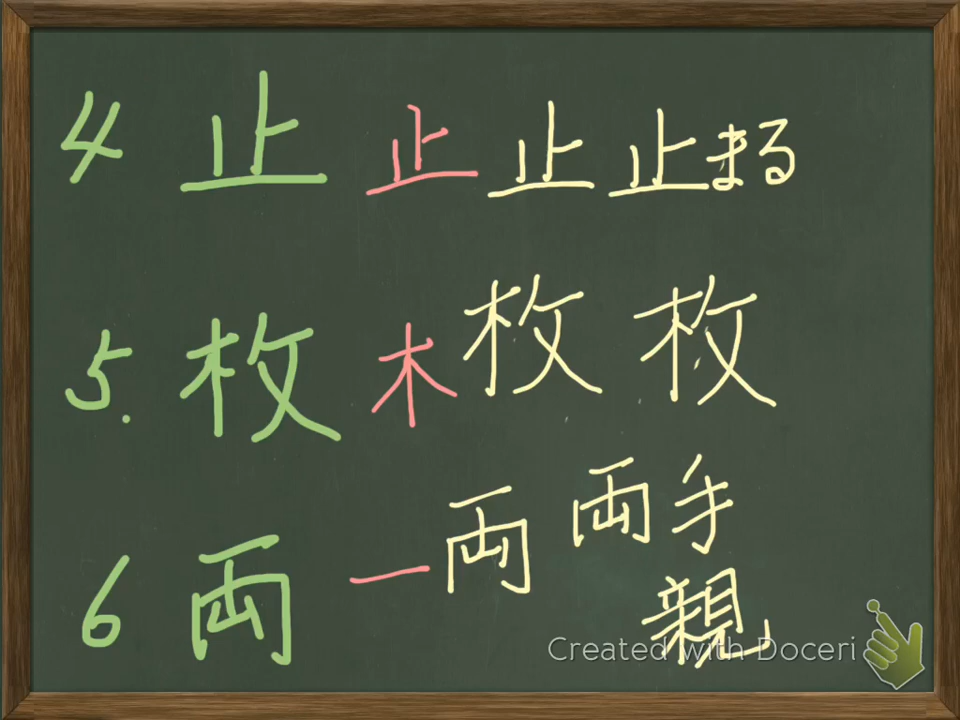 4 止 止 止 止まる
5. 枚 木 枚 枚
6 両 一 両 両手
親
Created with Doceri